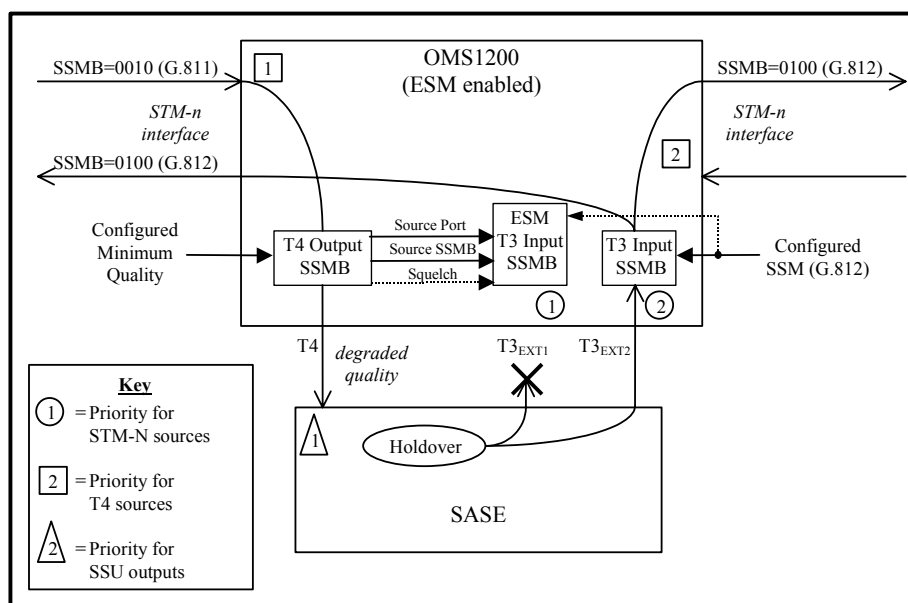 OMS1200
(ESM enabled)
SSMB=0010 (G.811)
1
SSMB=0100 (G.812)
STM-n
interface
STM-n
interface
SSMB=0100 (G.812)
2
Configured
Minimum
Quality
T4 Output
SSMB
Source Port
Source SSMB
Squelch
ESM
T3 Input
SSMB
T3 Input
SSMB
Configured
SSM (G.812)
1
2
T4
degraded
quality
T3EXT1
T3EXT2
1
Holdover
SASE
Key
1 = Priority for
STM-N sources
2 = Priority for
T4 sources
2 = Priority for
SSU outputs